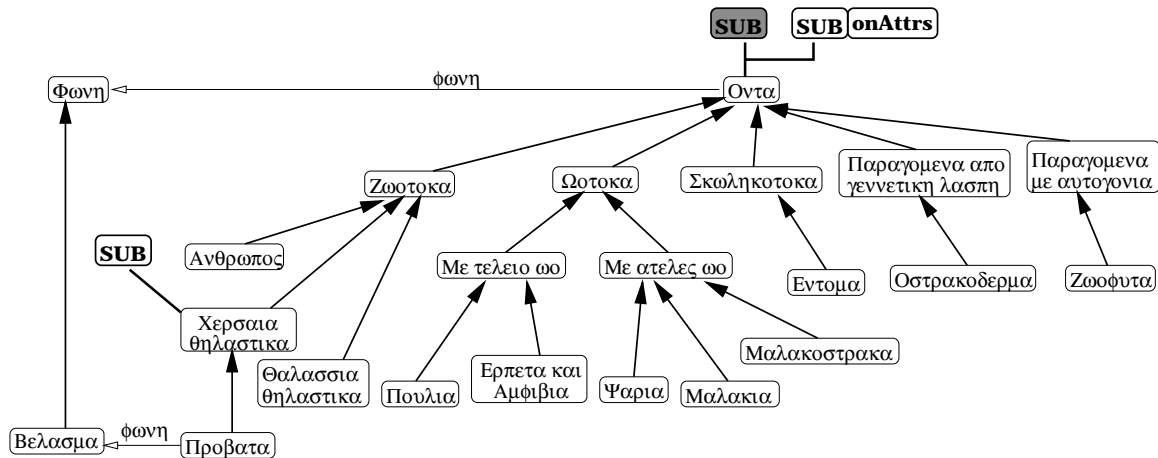 SUB
SUB onAttrs
φωνη
Φωνη
Οντα
Ζωοτοκα
Ωοτοκα
Σκωληκοτοκα
Παραγομενα απο
γεννετικη λασπη
Παραγομενα
με αυτογονια
SUB
Ανθρωπος
Με τελειο ωο
Με ατελες ωο
Εντομα
Οστρακοδερμα
Ζωοφυτα
Χερσαια
θηλαστικα
Θαλασσια
θηλαστικα
Πουλια
Ερπετα και
Αμφιβια
Ψαρια
Μαλακια
Μαλακοστρακα
Βελασμα
φωνη
Προβατα